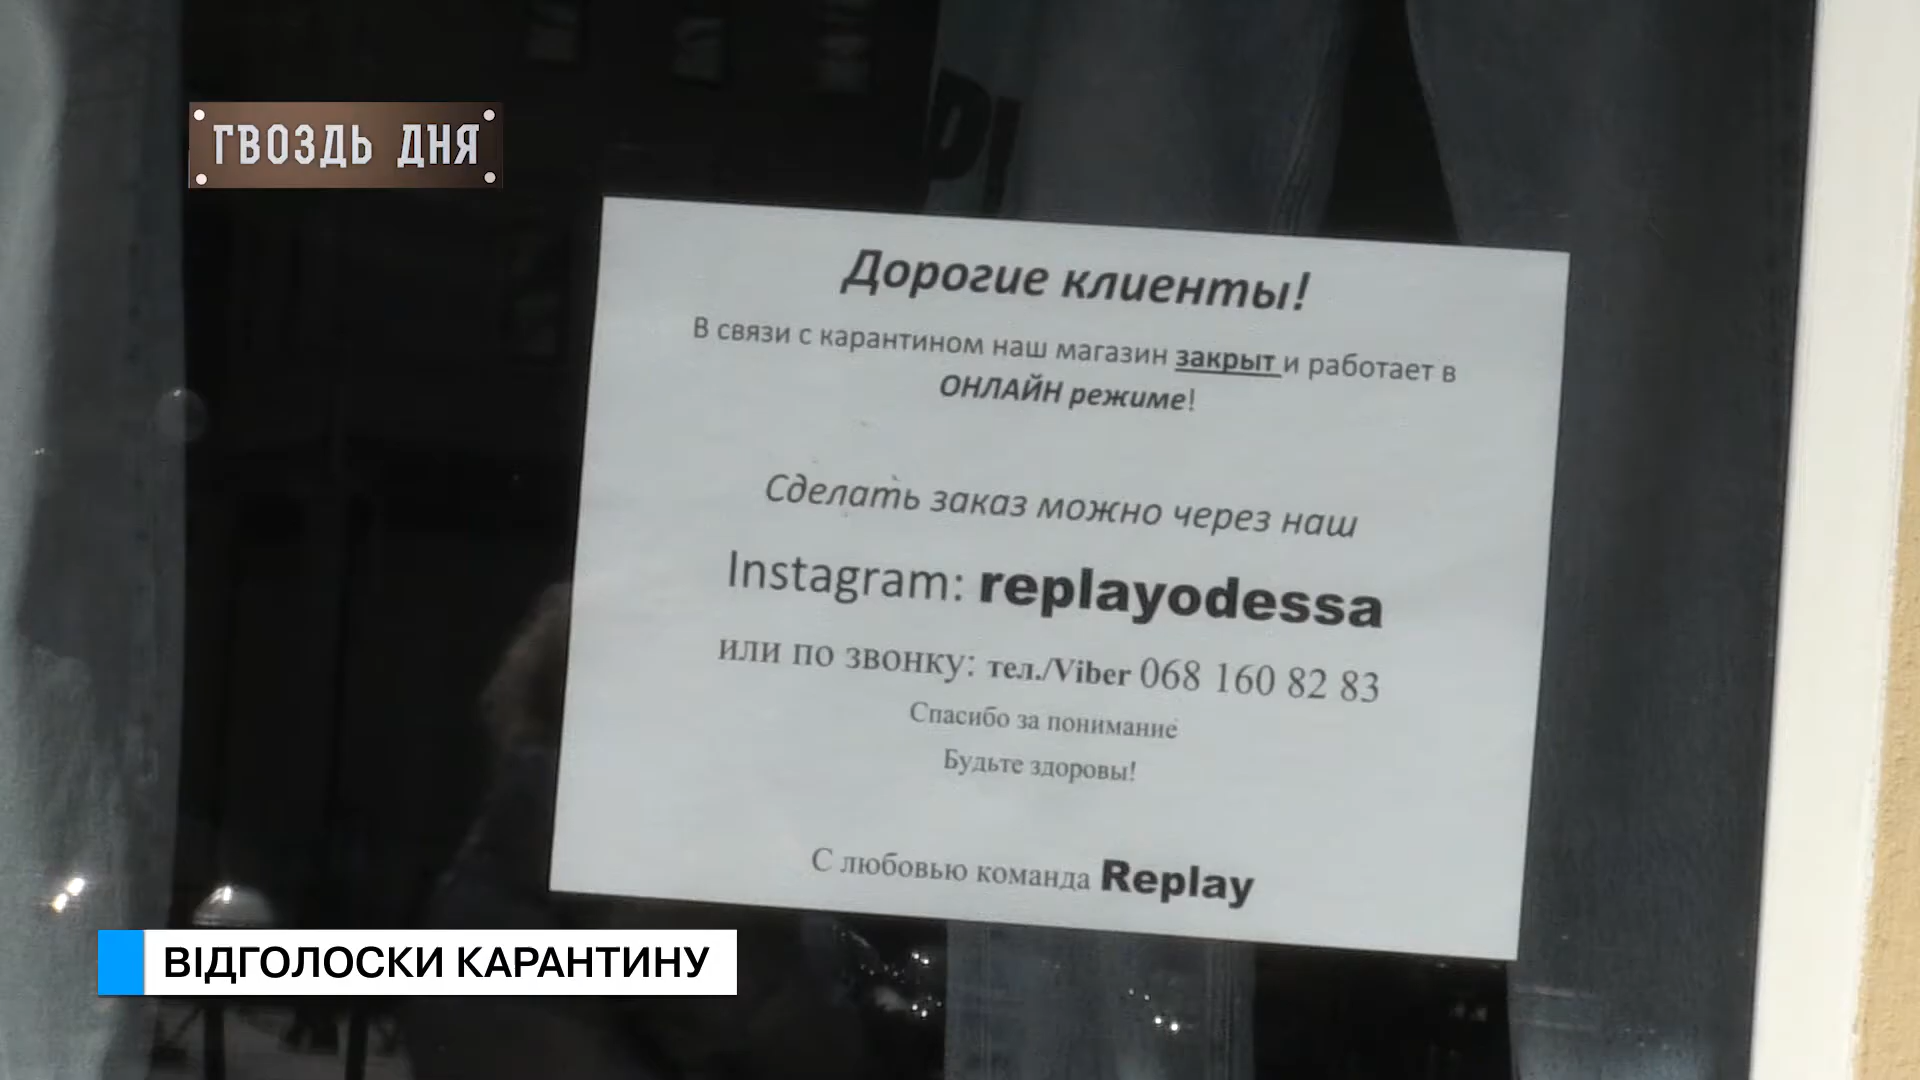 ГВОЗДЬ ДНЯ
Дорогие клиенты!
В связи с карантином наш магазин закрыт и работает в
ОНЛАЙН режиме!
Сделать заказ можно через наш
Instagram: replayodessa
или по звонку: тел./Viber 068 160 82 83
Спасибо за понимание
Будьте здоровы!
С любовью команда Replay
ВІДГОЛОСКИ КАРАНТИНУ